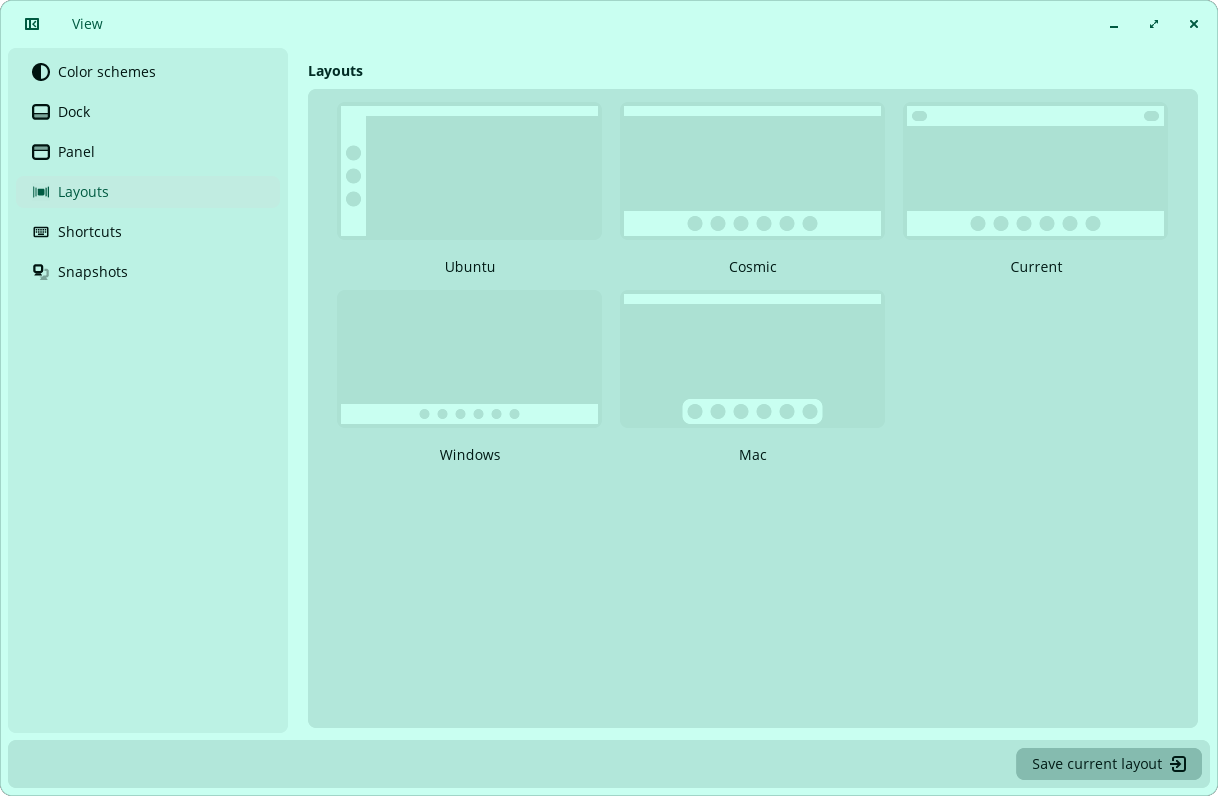 View
Color schemes
Dock
Panel
Layouts
Shortcuts
Snapshots
Layouts
Ubuntu
Cosmic
Current
Windows
Mac
Save current layout